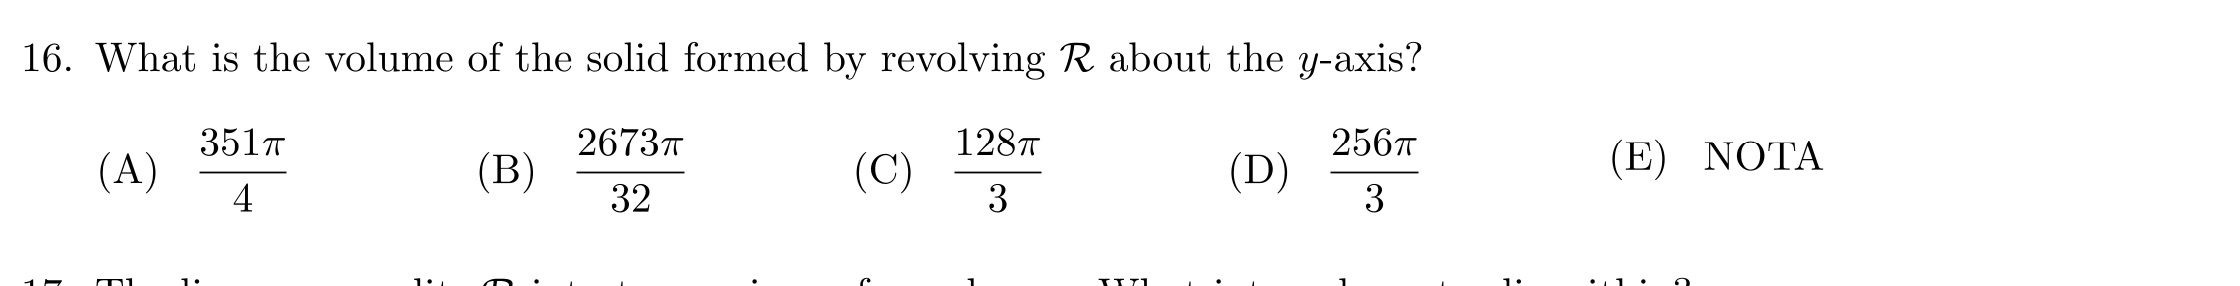 16. What is the volume of the solid formed by revolving ℛ about the y-axis?
(A) 351π/4 (B) 2673π/32 (C) 128π/3 (D) 256π/3 (E) NOTA